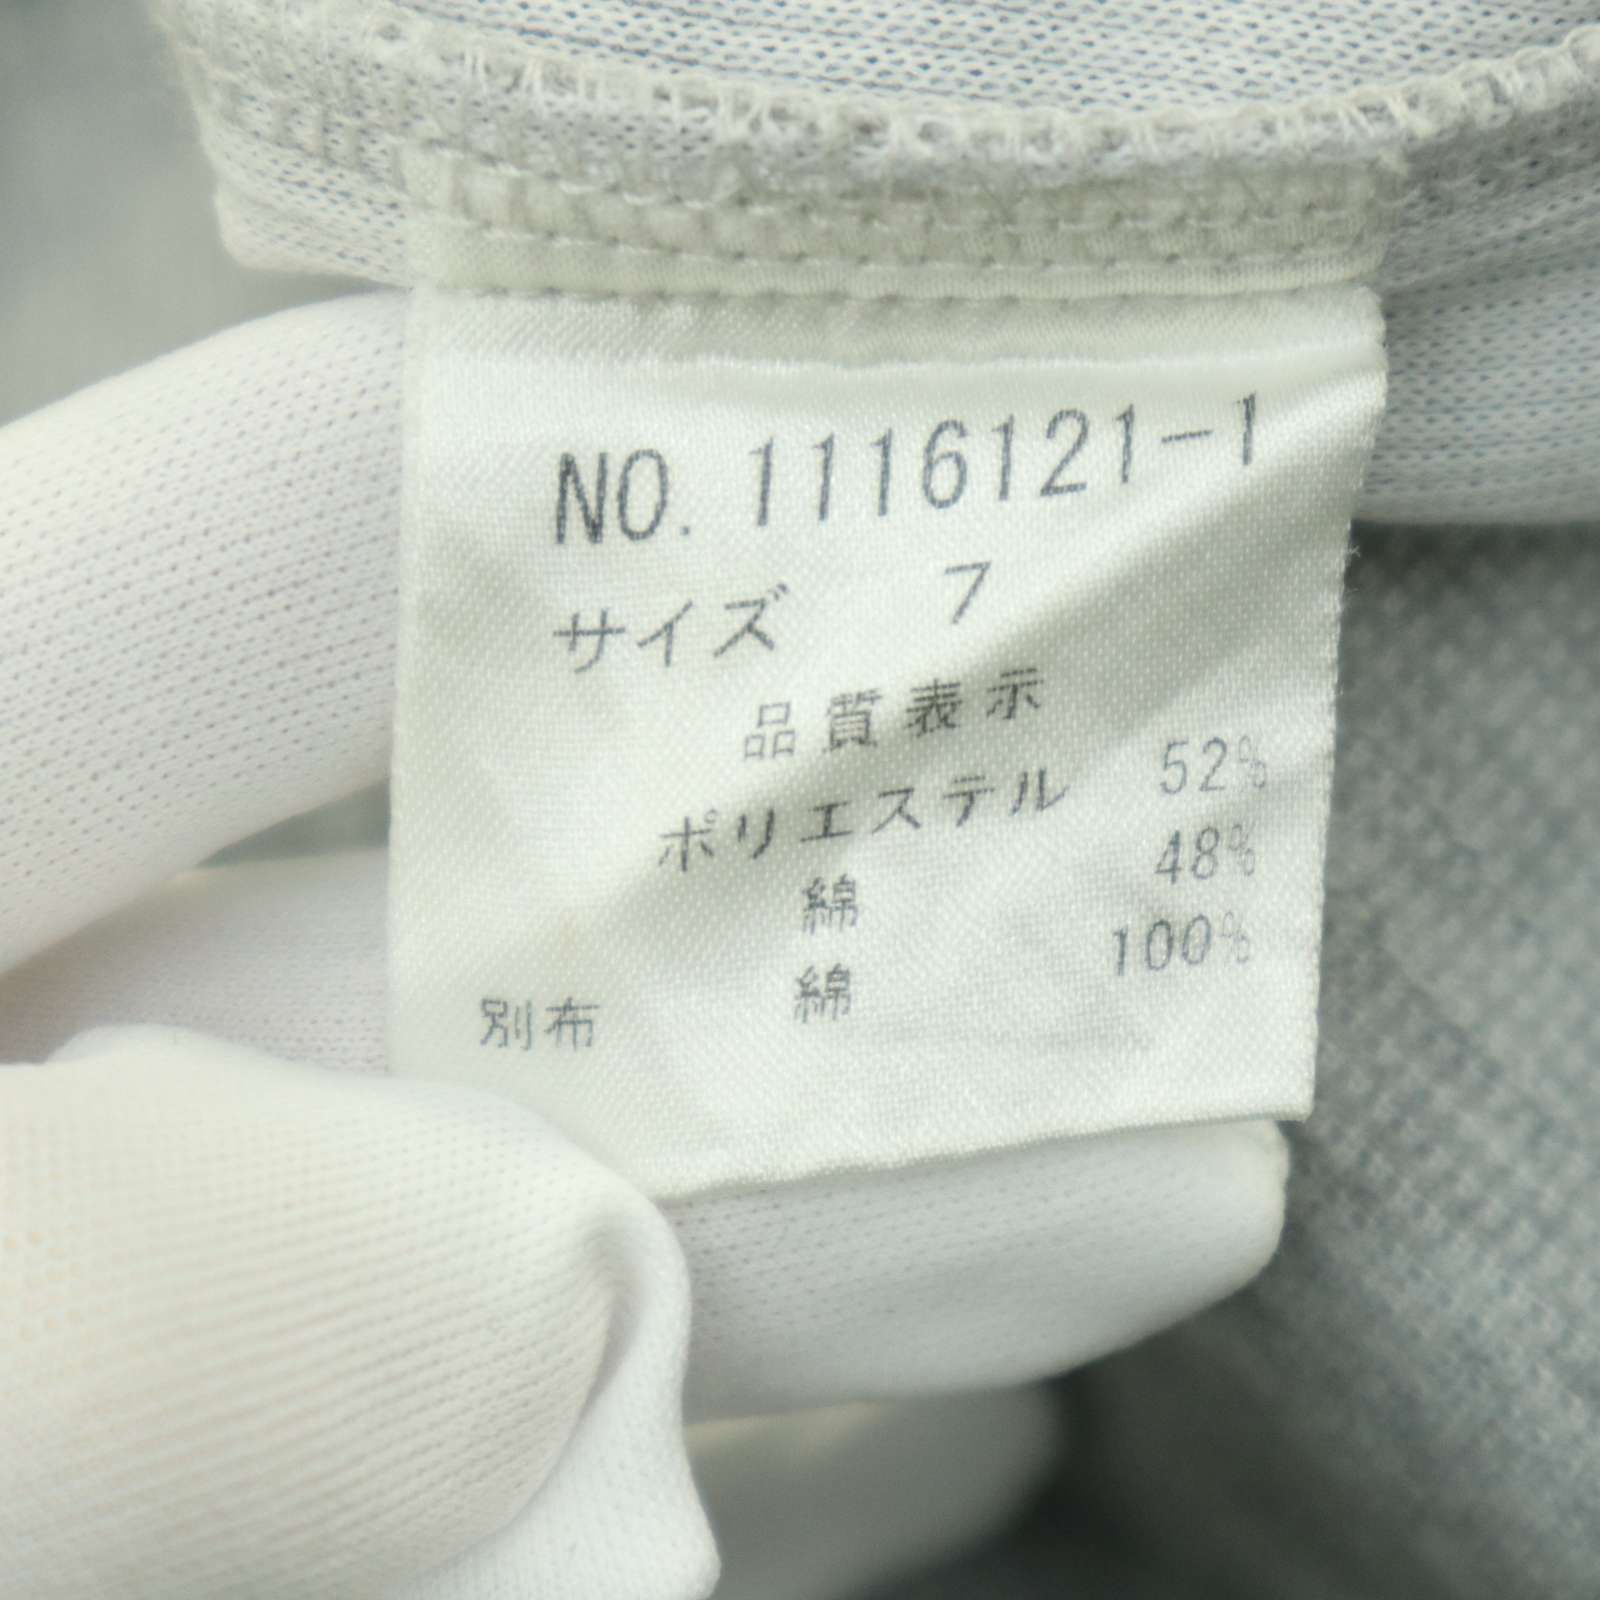 NO. 1116121-1
サイズ 7
品質表示
ポリエステル 52%
綿 48%
別布 綿 100%